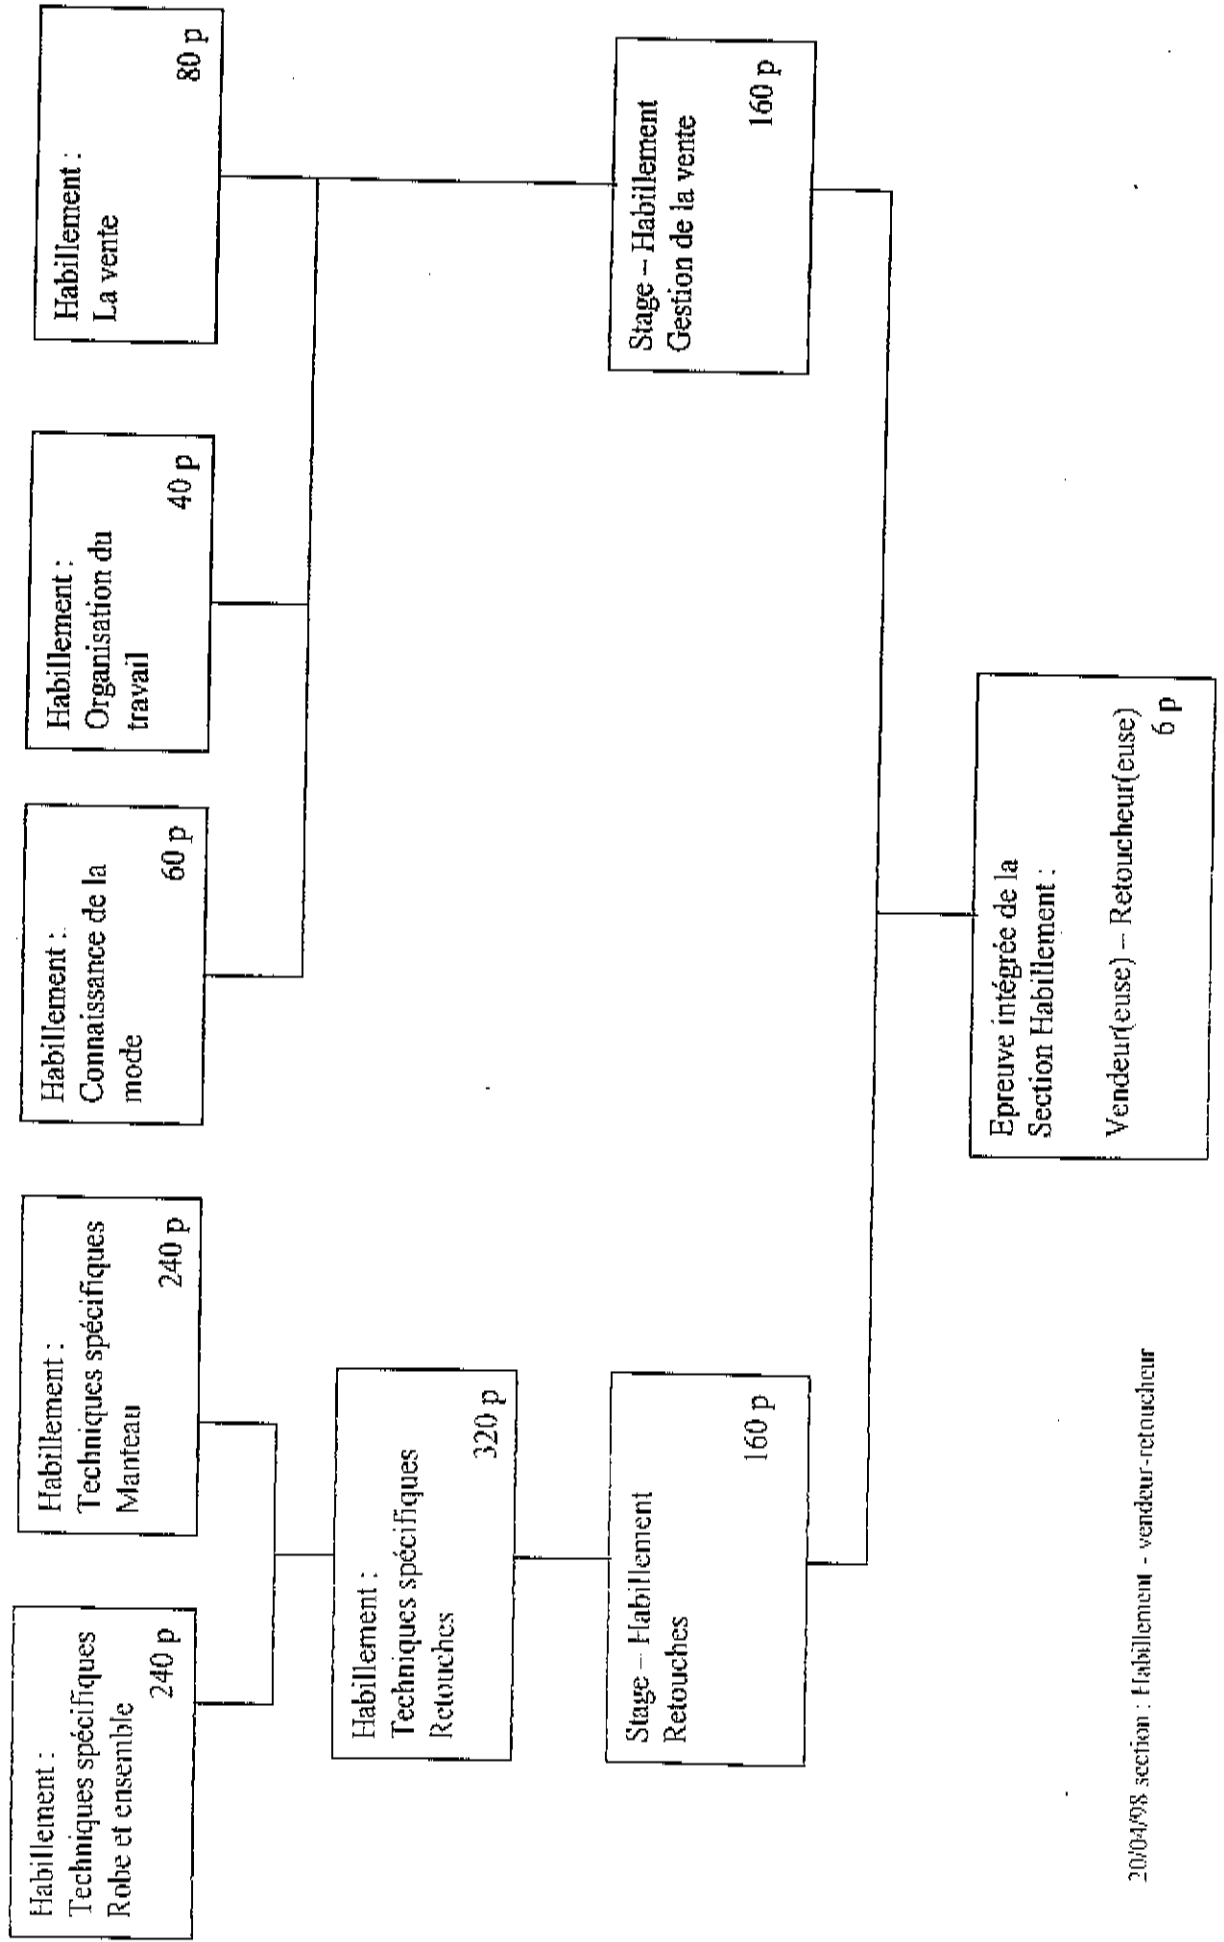 Habillement :
Techniques spécifiques
Robe et ensemble
240 p
Habillement :
Techniques spécifiques
Manteau
240 p
Habillement :
Connaissance de la
mode
60 p
Habillement :
Organisation du
travail
40 p
Habillement :
La vente
80 p
Habillement :
Techniques spécifiques
Retouches
320 p
Stage – Habillement
Retouches
160 p
Stage – Habillement
Gestion de la vente
160 p
Epreuve intégrée de la
Section Habillement :
Vendeur(euse) – Retoucheur(euse)
6 p
20/04/98 section : Habillement - vendeur-retoucheur